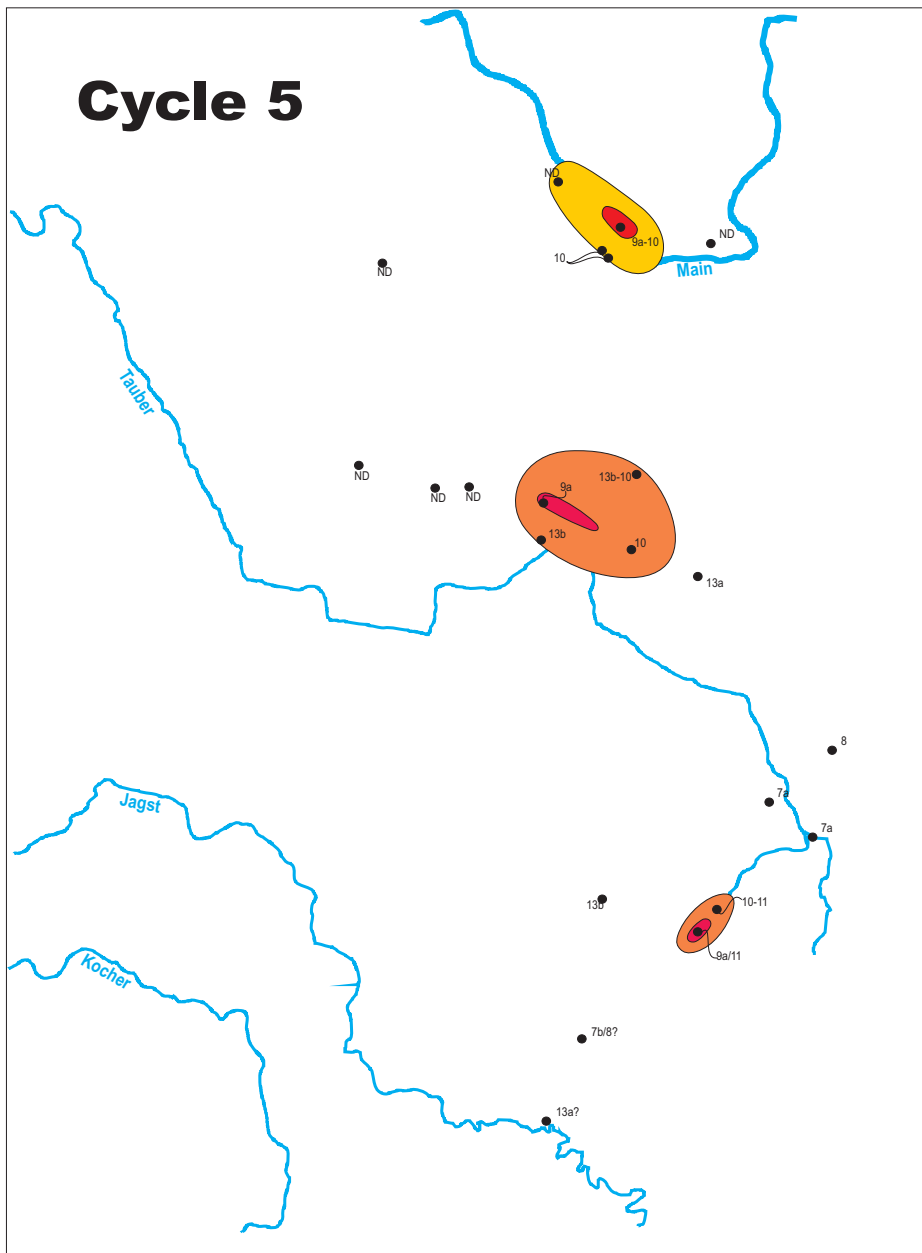 Cycle 5
ND
ND
9a-10
10
Main
ND
Tauber
ND
ND
ND
13b-10
9a
13b
10
13a
8
7a
7a
Jagst
13b
10-11
9a/11
Kocher
7b/8?
13a?